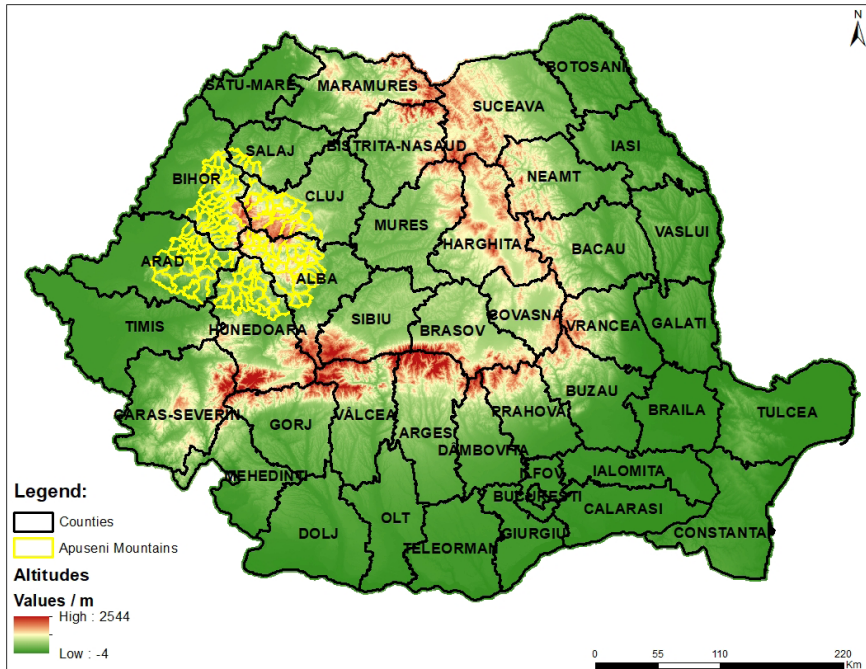 N
BOTOSANI
SATU-MARE
MARAMURES
SUCEAVA
SALAJ
BISTRITA-NASAUD
IASI
BIHOR
CLUJ
NEAMT
MURES
VASLUI
HARGHITA
BACAU
ARAD
ALBA
SIBIU
COVASNA
TIMIS
HUNEDOARA
BRASOV
VRANCEA
GALATI
BUZAU
CARAS-SEVERIN
VÂLCEA
PRAHOVA
BRAILA
TULCEA
GORJ
ARGES
DAMBOVITA
MEHEDINTI
ILFOV
IALOMITA
BUCURESTI
CALARASI
OLT
DOLJ
TELEORMAN
GIURGIU
CONSTANTA
Legend:
Counties
Apuseni Mountains
Altitudes
Values / m
High : 2544
Low : -4
0 55 110 220
Km